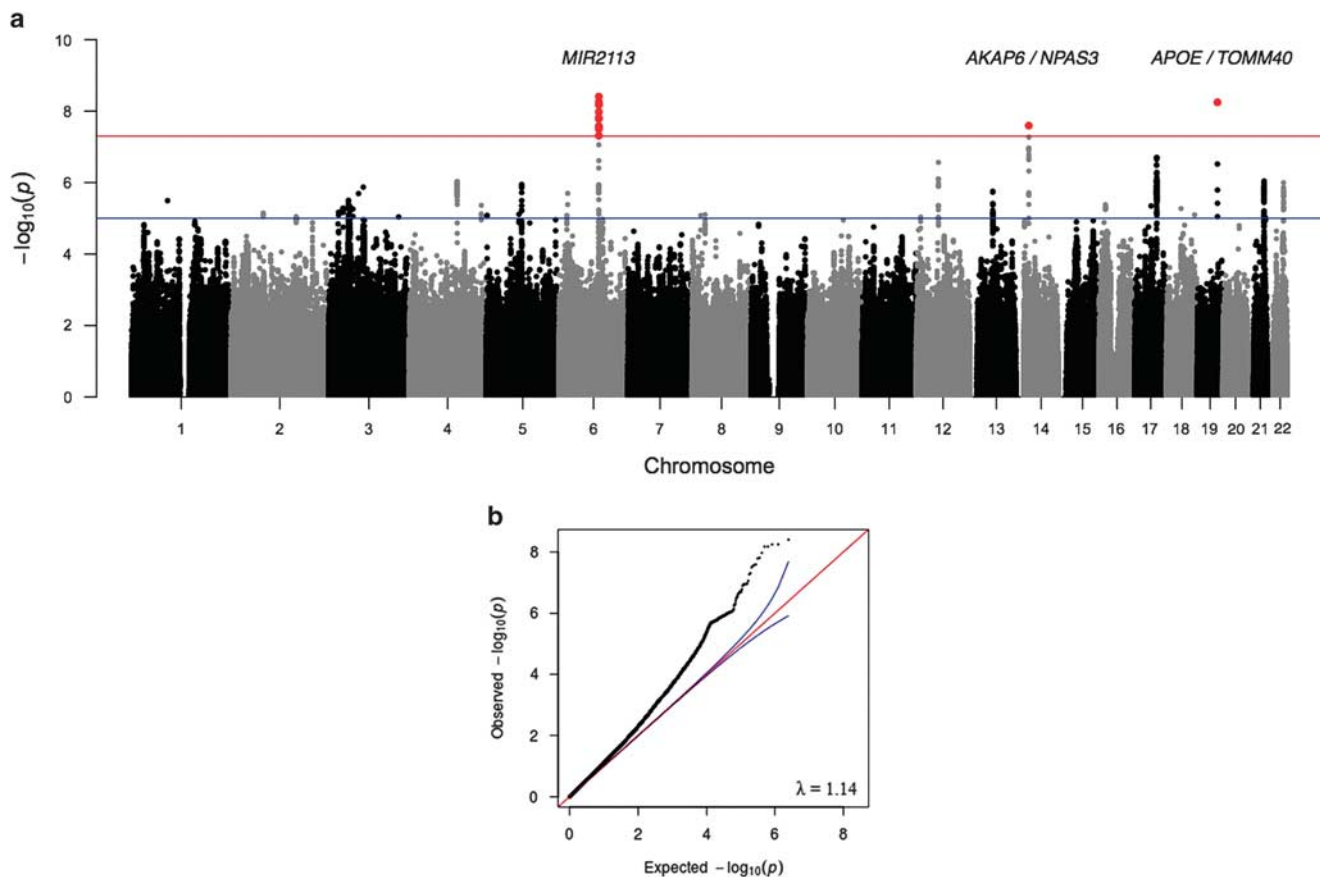 a
10
8
6
4
2
0
−log10(p)
MIR2113
AKAP6 / NPAS3
APOE / TOMM40
1 2 3 4 5 6 7 8 9 10 11 12 13 14 15 16 17 18 19 20 21 22
Chromosome
b
8
6
4
2
0
Observed −log10(p)
λ = 1.14
0 2 4 6 8
Expected −log10(p)